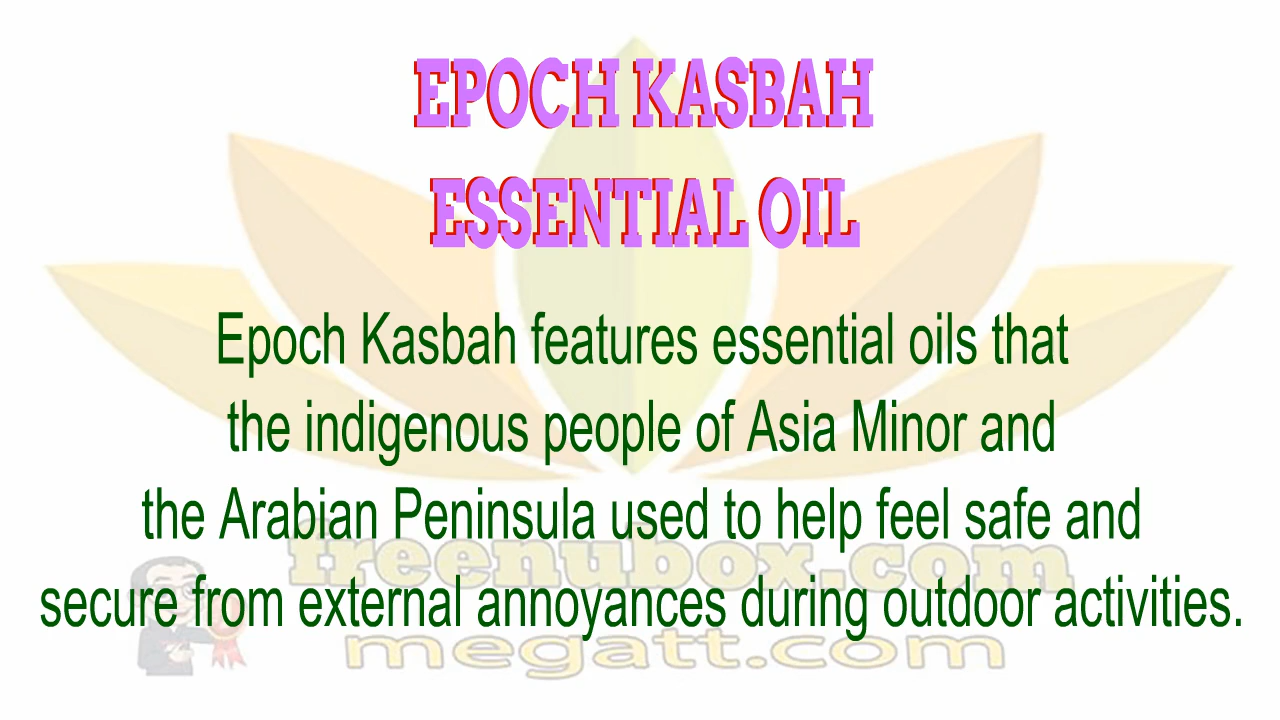 EPOCH KASBAH
ESSENTIAL OIL
Epoch Kasbah features essential oils that
the indigenous people of Asia Minor and
the Arabian Peninsula used to help feel safe and
secure from external annoyances during outdoor activities.
freenubox.com
megatt.com